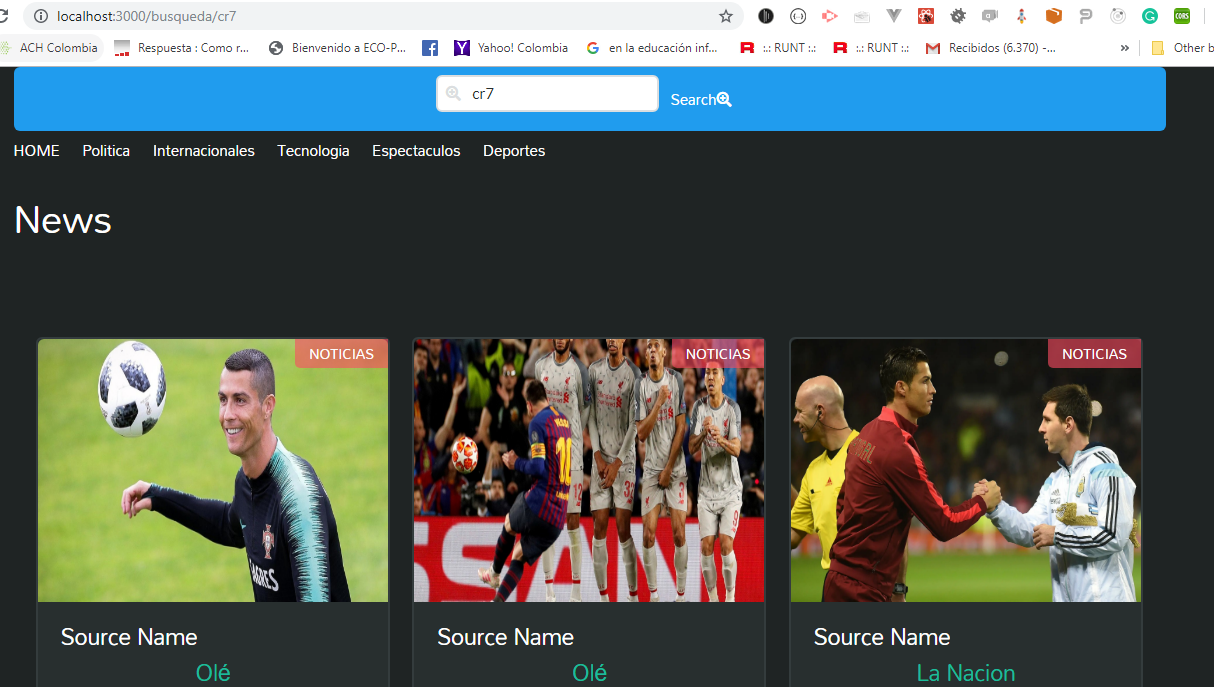 localhost:3000/busqueda/cr7
ACH Colombia
Respuesta : Como r...
Bienvenido a ECO-P...
Yahoo! Colombia
en la educación inf...
:.: RUNT :.:
:.: RUNT :.:
Recibidos (6.370) -...
»
Other b
cr7
Search
HOME Politica Internacionales Tecnologia Espectaculos Deportes
News
NOTICIAS
NOTICIAS
NOTICIAS
Source Name
Olé
Source Name
Olé
Source Name
La Nacion